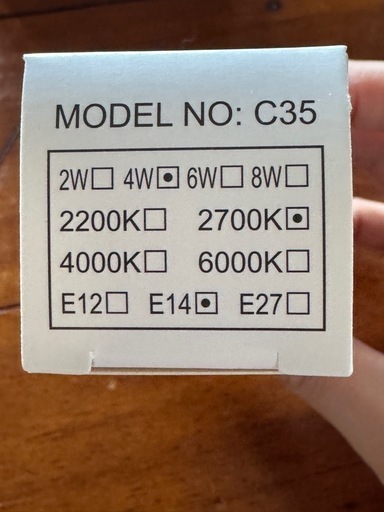 MODEL NO: C35
2W☐ 4W☑ 6W☐ 8W☐
2200K☐ 2700K☑
4000K☐ 6000K☐
E12☐ E14☑ E27☐